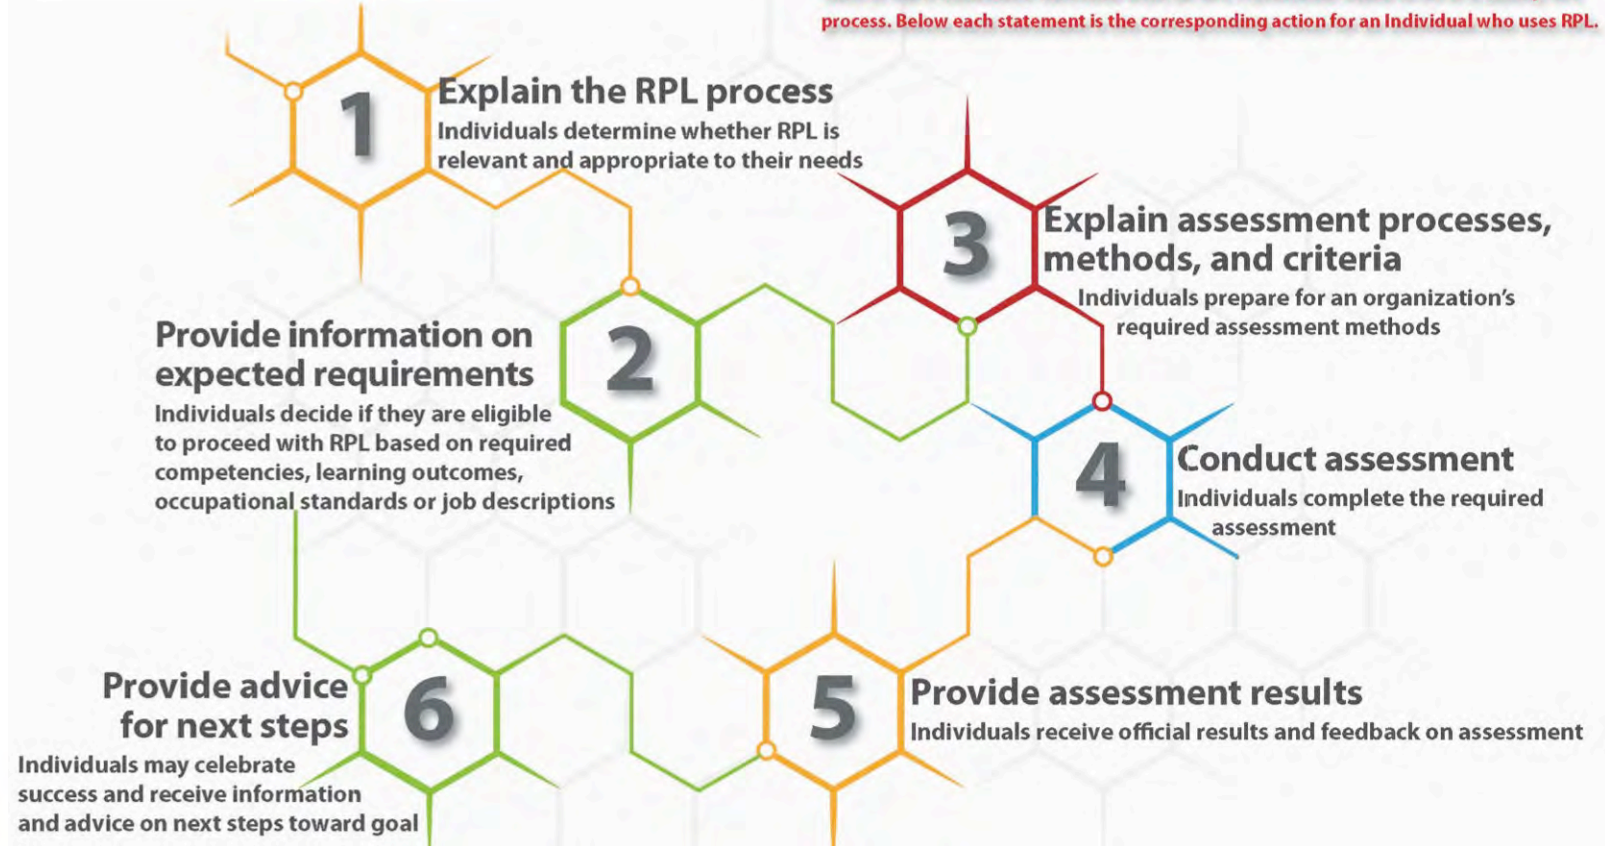 process. Below each statement is the corresponding action for an Individual who uses RPL.
1
Explain the RPL process
Individuals determine whether RPL is
relevant and appropriate to their needs
2
Provide information on
expected requirements
Individuals decide if they are eligible
to proceed with RPL based on required
competencies, learning outcomes,
occupational standards or job descriptions
3
Explain assessment processes,
methods, and criteria
Individuals prepare for an organization's
required assessment methods
4
Conduct assessment
Individuals complete the required
assessment
5
Provide assessment results
Individuals receive official results and feedback on assessment
6
Provide advice
for next steps
Individuals may celebrate
success and receive information
and advice on next steps toward goal